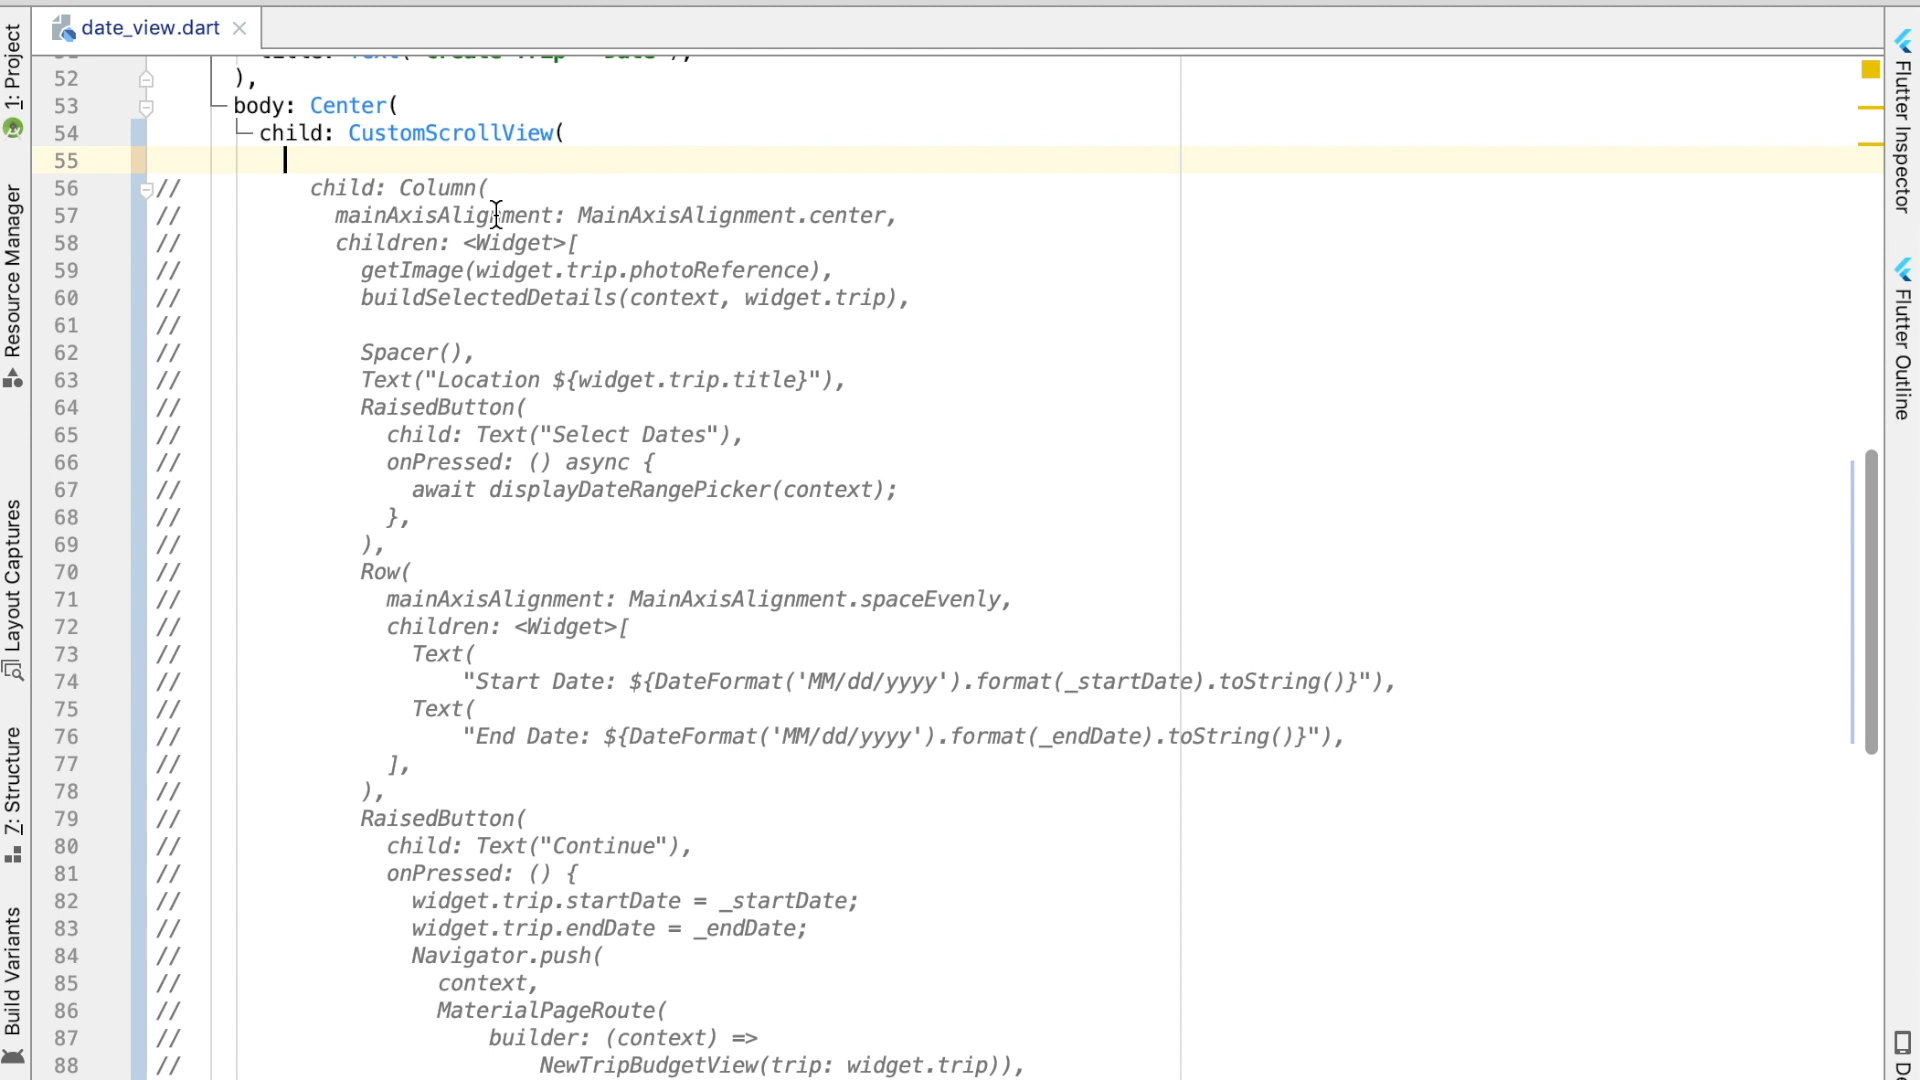 date_view.dart
1: Project
Resource Manager
Layout Captures
Z: Structure
Build Variants
Flutter Inspector
Flutter Outline
52 ),
53 body: Center(
54 child: CustomScrollView(
55
56 // child: Column(
57 // mainAxisAlignment: MainAxisAlignment.center,
58 // children: <Widget>[
59 // getImage(widget.trip.photoReference),
60 // buildSelectedDetails(context, widget.trip),
61 //
62 // Spacer(),
63 // Text("Location ${widget.trip.title}"),
64 // RaisedButton(
65 // child: Text("Select Dates"),
66 // onPressed: () async {
67 // await displayDateRangePicker(context);
68 // },
69 // ),
70 // Row(
71 // mainAxisAlignment: MainAxisAlignment.spaceEvenly,
72 // children: <Widget>[
73 // Text(
74 // "Start Date: ${DateFormat('MM/dd/yyyy').format(_startDate).toString()}"),
75 // Text(
76 // "End Date: ${DateFormat('MM/dd/yyyy').format(_endDate).toString()}"),
77 // ],
78 // ),
79 // RaisedButton(
80 // child: Text("Continue"),
81 // onPressed: () {
82 // widget.trip.startDate = _startDate;
83 // widget.trip.endDate = _endDate;
84 // Navigator.push(
85 // context,
86 // MaterialPageRoute(
87 // builder: (context) =>
88 // NewTripBudgetView(trip: widget.trip)),